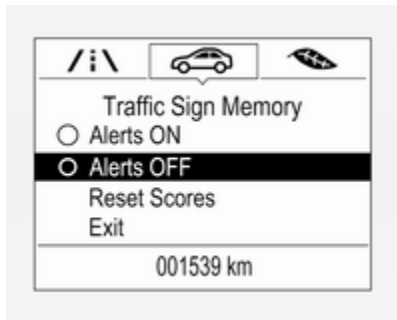 Traffic Sign Memory
Alerts ON
Alerts OFF
Reset Scores
Exit
001539 km